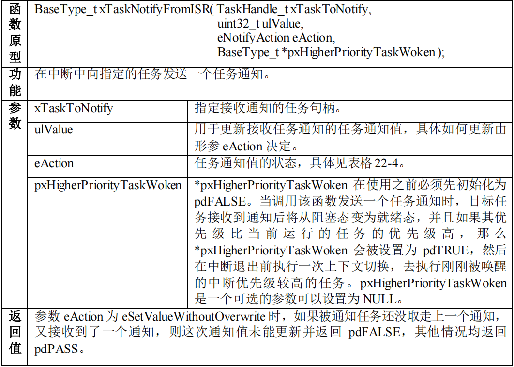 函数原型
BaseType_t xTaskNotifyFromISR( TaskHandle_t xTaskToNotify,
uint32_t ulValue,
eNotifyAction eAction,
BaseType_t *pxHigherPriorityTaskWoken );
功能
在中断中向指定的任务发送一个任务通知。
参数
xTaskToNotify
指定接收通知的任务句柄。
ulValue
用于更新接收任务通知的任务通知值，具体如何更新由
形参 eAction 决定。
eAction
任务通知值的状态，具体见表格 22-4。
pxHigherPriorityTaskWoken
*pxHigherPriorityTaskWoken 在使用之前必须先初始化为
pdFALSE。当调用该函数发送一个任务通知时，目标任
务接收到通知后将从阻塞态变为就绪态，并且如果其优
先级比当前运行的任务的优先级高，那么
*pxHigherPriorityTaskWoken 会被设置为 pdTRUE，然后
在中断退出前执行一次上下文切换，去执行刚刚被唤醒
的中断优先级较高的任务。pxHigherPriorityTaskWoken
是一个可选的参数可以设置为 NULL。
返回值
参数 eAction 为 eSetValueWithoutOverwrite 时，如果被通知任务还没取走上一个通知，
又接收到了一个通知，则这次通知值未能更新并返回 pdFALSE，其他情况均返回
pdPASS。